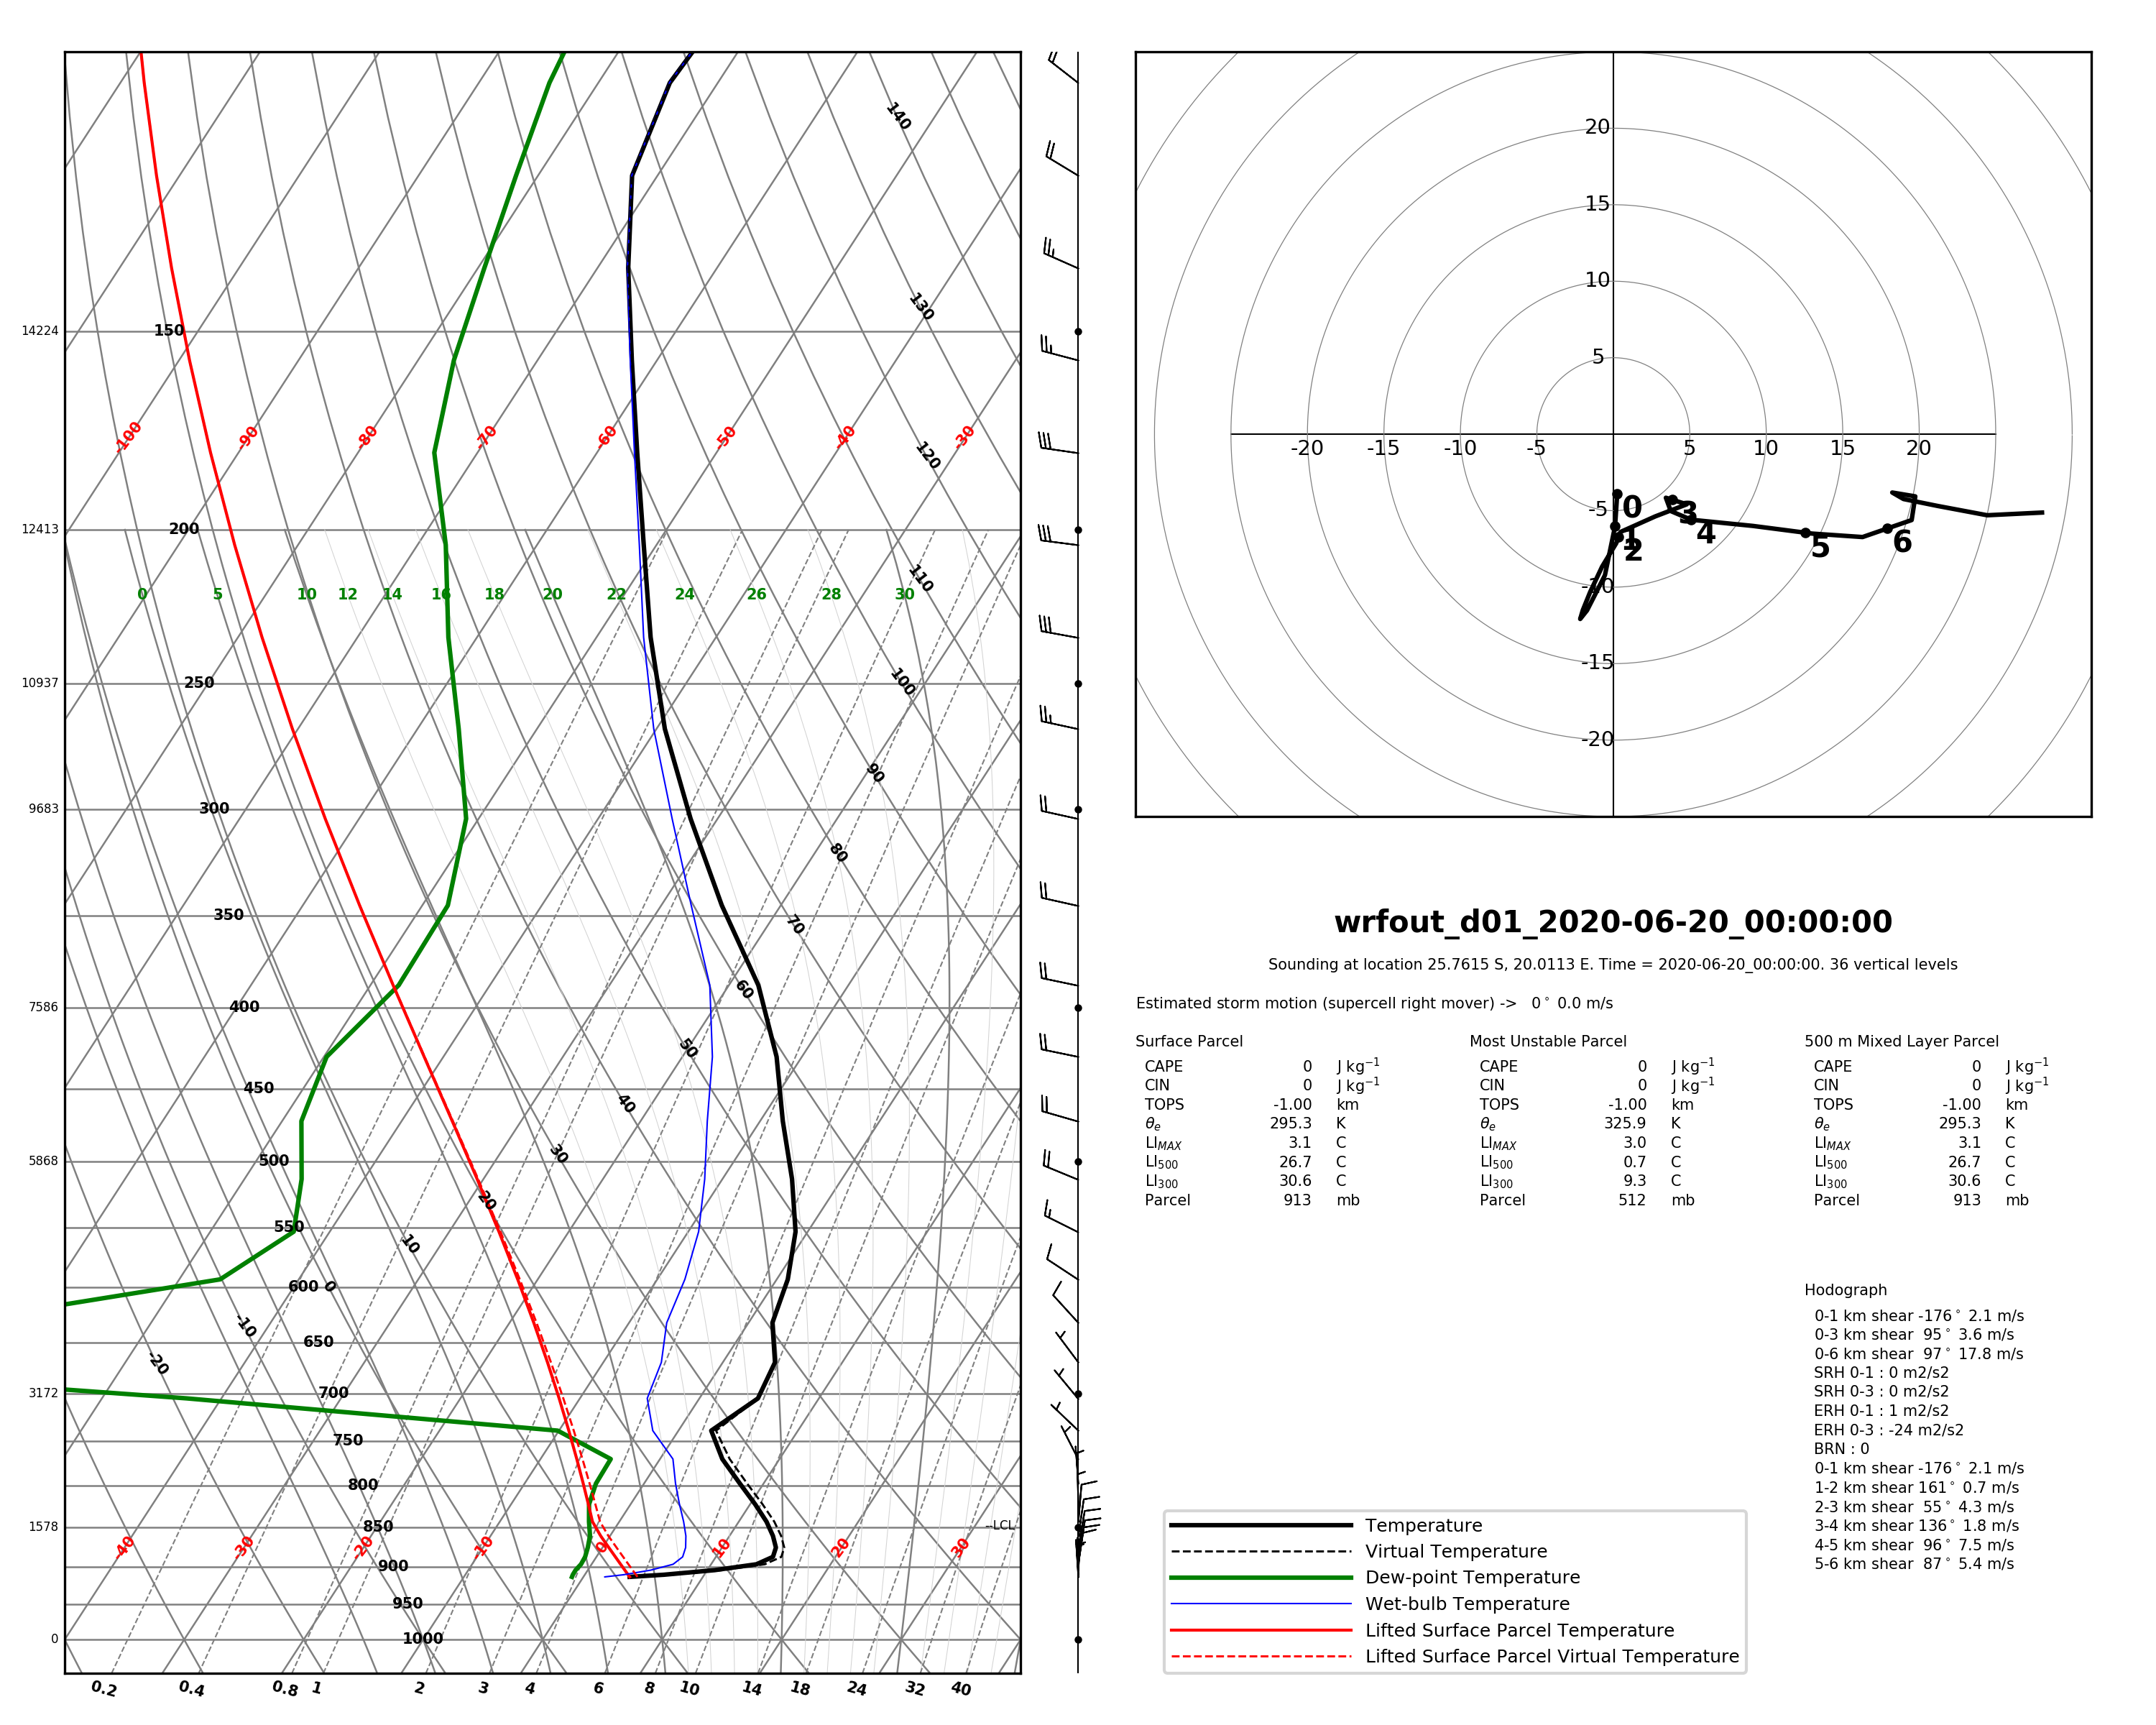 140
130
14224 150
-100 -90 -80 -70 -60 -50 -40 -30
120
12413 200
110
0 5 10 12 14 16 18 20 22 24 26 28 30
100
10937 250
90
9683 300
80
350
70
60
7586 400
50
450
40
30
5868 500
20
550
10
600 0
-10
650
-20
3172 700
750
800
1578 850
--LCL
-40 -30 -20 -10 0 10 20 30
900
950
0 1000
0.2 0.4 0.8 1 2 3 4 6 8 10 14 18 24 32 40
20
15
10
5
-20 -15 -10 -5 5 10 15 20
-5
-10
-15
-20
0
1
2
3
4
5
6
wrfout_d01_2020-06-20_00:00:00
Sounding at location 25.7615 S, 20.0113 E. Time = 2020-06-20_00:00:00. 36 vertical levels
Estimated storm motion (supercell right mover) -> 0° 0.0 m/s
Surface Parcel
CAPE 0 J kg⁻¹
CIN 0 J kg⁻¹
TOPS -1.00 km
θe 295.3 K
LIMAX 3.1 C
LI500 26.7 C
LI300 30.6 C
Parcel 913 mb
Most Unstable Parcel
CAPE 0 J kg⁻¹
CIN 0 J kg⁻¹
TOPS -1.00 km
θe 325.9 K
LIMAX 3.0 C
LI500 0.7 C
LI300 9.3 C
Parcel 512 mb
500 m Mixed Layer Parcel
CAPE 0 J kg⁻¹
CIN 0 J kg⁻¹
TOPS -1.00 km
θe 295.3 K
LIMAX 3.1 C
LI500 26.7 C
LI300 30.6 C
Parcel 913 mb
Hodograph
0-1 km shear -176° 2.1 m/s
0-3 km shear 95° 3.6 m/s
0-6 km shear 97° 17.8 m/s
SRH 0-1 : 0 m2/s2
SRH 0-3 : 0 m2/s2
ERH 0-1 : 1 m2/s2
ERH 0-3 : -24 m2/s2
BRN : 0
0-1 km shear -176° 2.1 m/s
1-2 km shear 161° 0.7 m/s
2-3 km shear 55° 4.3 m/s
3-4 km shear 136° 1.8 m/s
4-5 km shear 96° 7.5 m/s
5-6 km shear 87° 5.4 m/s
Temperature
Virtual Temperature
Dew-point Temperature
Wet-bulb Temperature
Lifted Surface Parcel Temperature
Lifted Surface Parcel Virtual Temperature